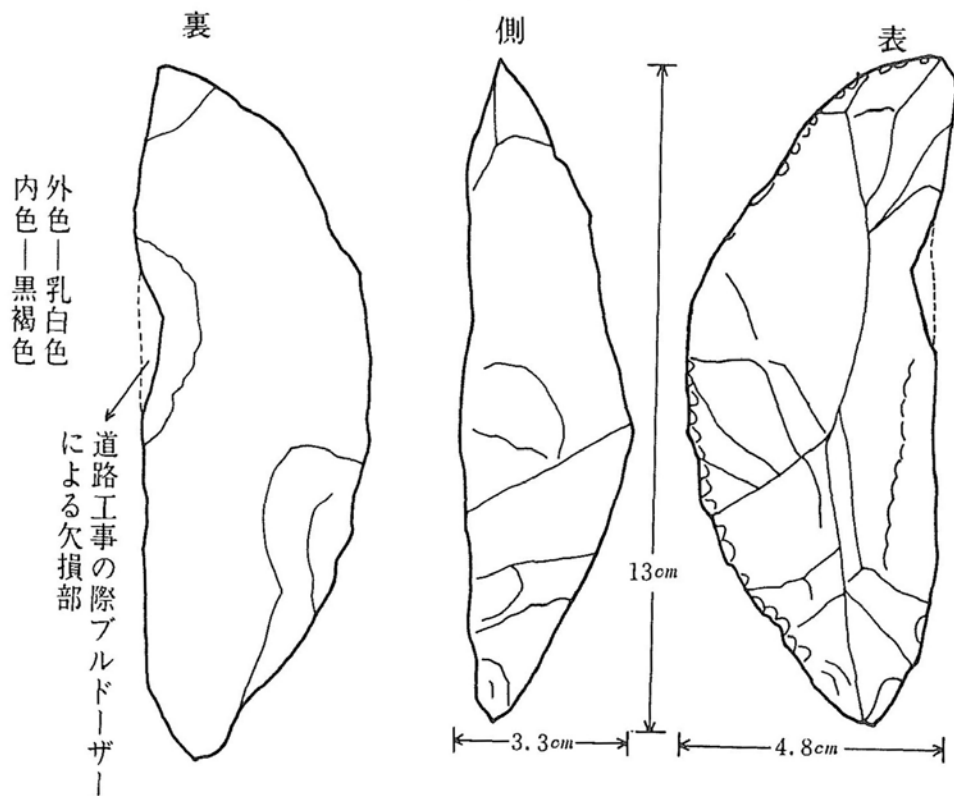 表
側
裏
外色—乳白色
内色—黒褐色
道路工事の際ブルドーザー
による欠損部
13cm
3.3cm
4.8cm